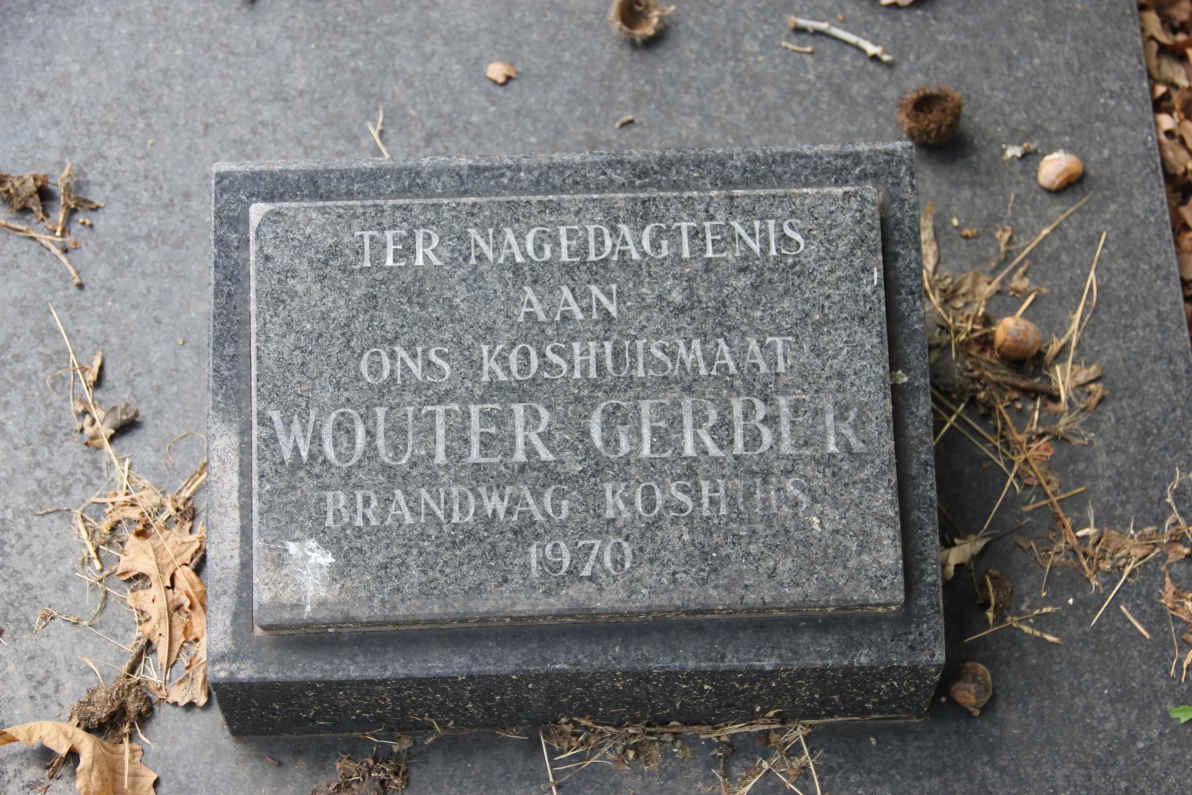 TER NAGEDAGTENIS
AAN
ONS KOSHUISMAAT
WOUTER GERBER
BRANDWAG KOSHUIS
1970